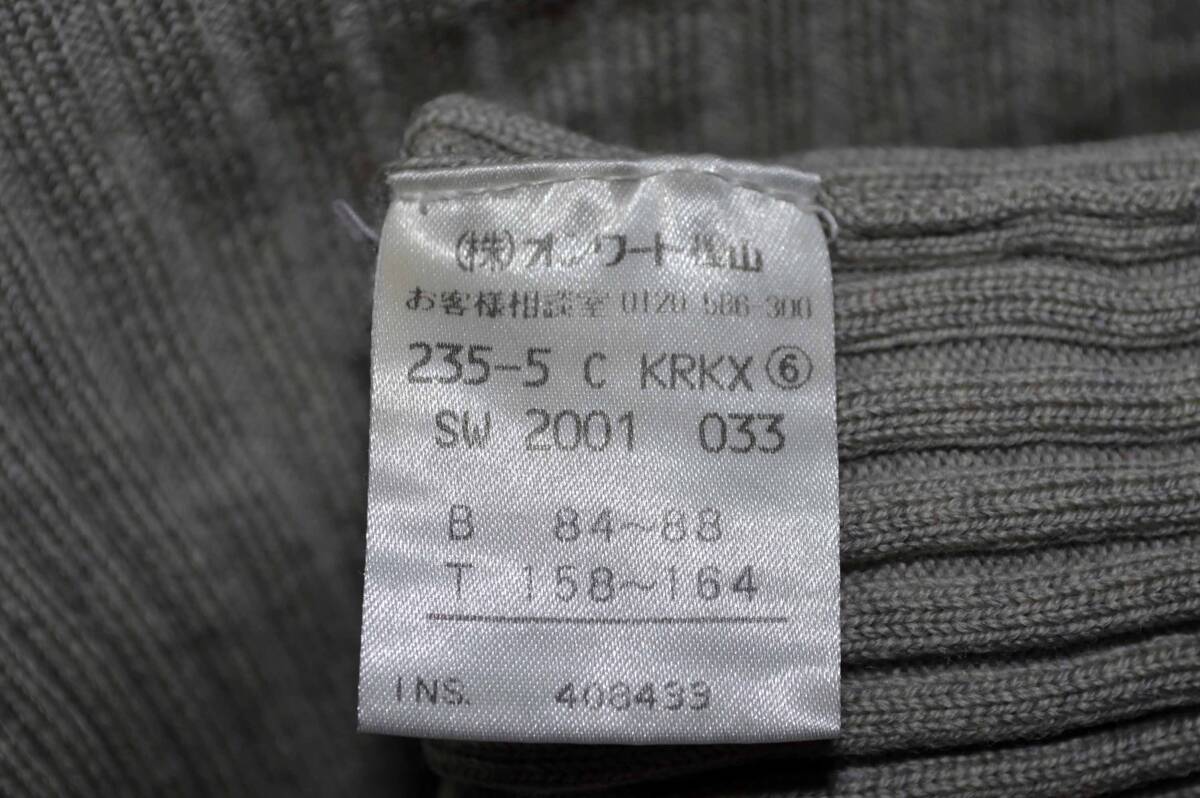 (株)オンワード樫山
お客様相談室 0120 586 300
235-5 C KRKX ⑥
SW 2001 033
B 84~88
T 158~164
INS. 408499